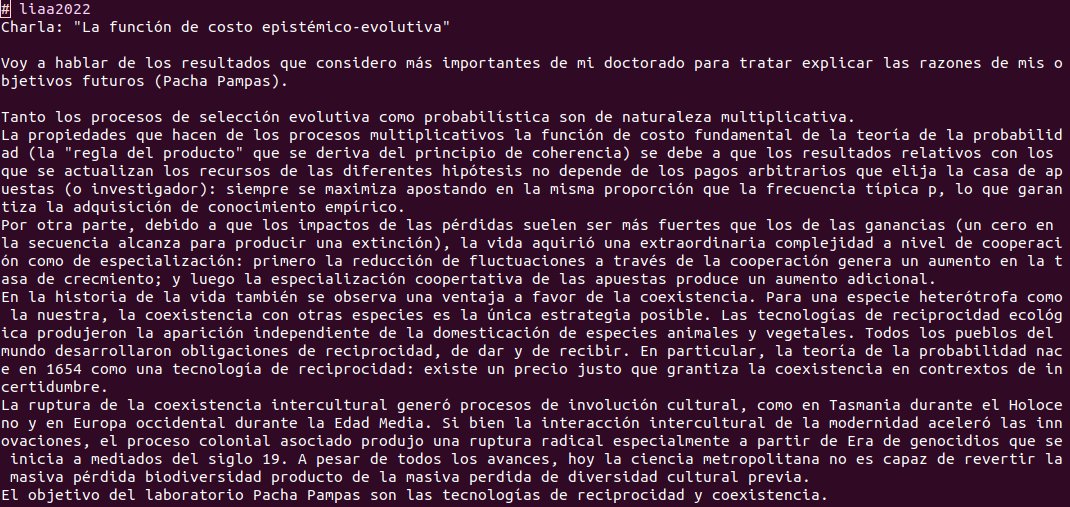 # liaa2022
Charla: "La función de costo epistémico-evolutiva"
Voy a hablar de los resultados que considero más importantes de mi doctorado para tratar explicar las razones de mis o
bjetivos futuros (Pacha Pampas).
Tanto los procesos de selección evolutiva como probabilística son de naturaleza multiplicativa.
La propiedades que hacen de los procesos multiplicativos la función de costo fundamental de la teoría de la probabilid
ad (la "regla del producto" que se deriva del principio de coherencia) se debe a que los resultados relativos con los
que se actualizan los recursos de las diferentes hipótesis no depende de los pagos arbitrarios que elija la casa de ap
uestas (o investigador): siempre se maximiza apostando en la misma proporción que la frecuencia típica p, lo que garan
tiza la adquisición de conocimiento empírico.
Por otra parte, debido a que los impactos de las pérdidas suelen ser más fuertes que los de las ganancias (un cero en
la secuencia alcanza para producir una extinción), la vida aquirió una extraordinaria complejidad a nivel de cooperaci
ón como de especialización: primero la reducción de fluctuaciones a través de la cooperación genera un aumento en la t
asa de crecmiento; y luego la especialización coopertativa de las apuestas produce un aumento adicional.
En la historia de la vida también se observa una ventaja a favor de la coexistencia. Para una especie heterótrofa como
la nuestra, la coexistencia con otras especies es la única estrategia posible. Las tecnologías de reciprocidad ecológ
ica produjeron la aparición independiente de la domesticación de especies animales y vegetales. Todos los pueblos del
mundo desarrollaron obligaciones de reciprocidad, de dar y de recibir. En particular, la teoría de la probabilidad nac
e en 1654 como una tecnología de reciprocidad: existe un precio justo que grantiza la coexistencia en contrextos de in
certidumbre.
La ruptura de la coexistencia intercultural generó procesos de involución cultural, como en Tasmania durante el Holoce
no y en Europa occidental durante la Edad Media. Si bien la interacción intercultural de la modernidad aceleró las inn
ovaciones, el proceso colonial asociado produjo una ruptura radical especialmente a partir de Era de genocidios que se
inicia a mediados del siglo 19. A pesar de todos los avances, hoy la ciencia metropolitana no es capaz de revertir la
masiva pérdida biodiversidad producto de la masiva perdida de diversidad cultural previa.
El objetivo del laboratorio Pacha Pampas son las tecnologías de reciprocidad y coexistencia.